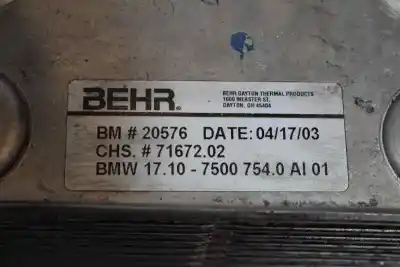 BEHR®
BEHR DAYTON THERMAL PRODUCTS
1600 WEBSTER ST.
DAYTON, OH 45404
BM # 20576 DATE: 04/17/03
CHS. # 71672.02
BMW 17.10 - 7500 754.0 AI 01